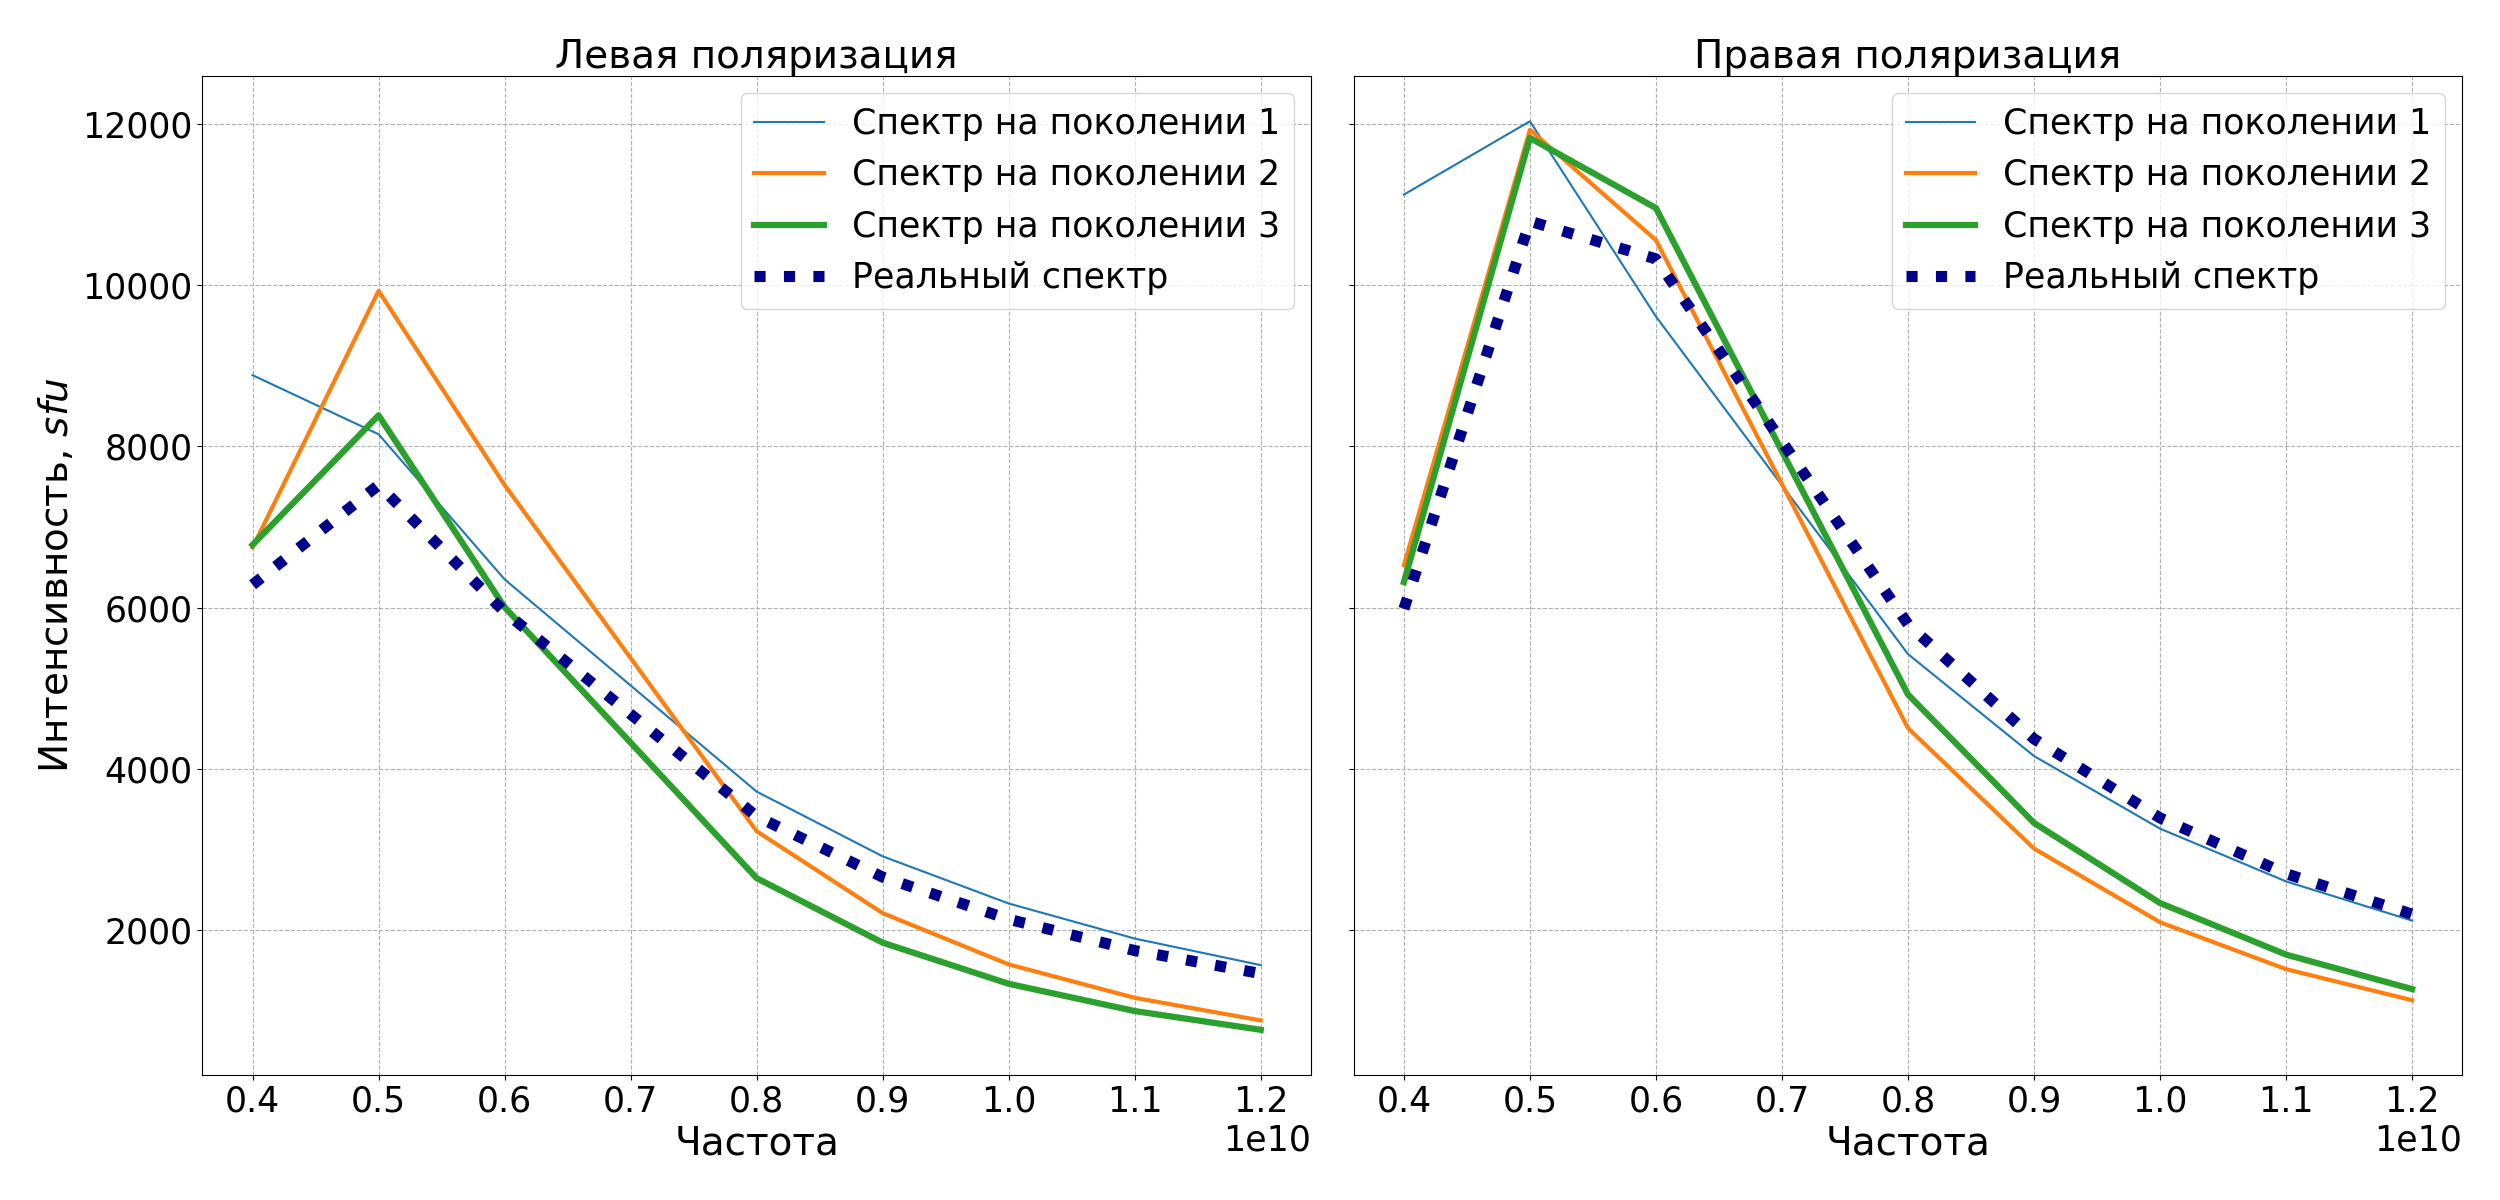 Левая поляризация
Интенсивность, sfu
12000
10000
8000
6000
4000
2000
Спектр на поколении 1
Спектр на поколении 2
Спектр на поколении 3
Реальный спектр
0.4 0.5 0.6 0.7 0.8 0.9 1.0 1.1 1.2
1e10
Частота
Правая поляризация
Спектр на поколении 1
Спектр на поколении 2
Спектр на поколении 3
Реальный спектр
0.4 0.5 0.6 0.7 0.8 0.9 1.0 1.1 1.2
1e10
Частота